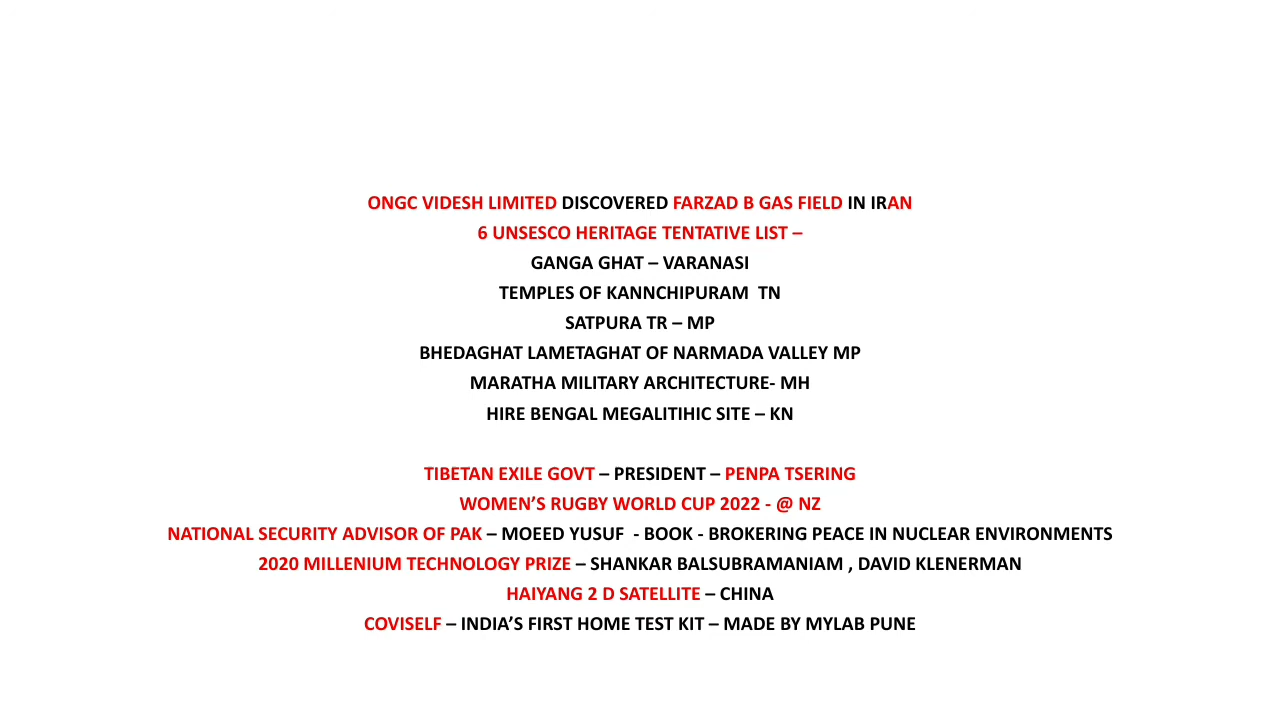 ONGC VIDESH LIMITED DISCOVERED FARZAD B GAS FIELD IN IRAN
6 UNSESCO HERITAGE TENTATIVE LIST –
GANGA GHAT – VARANASI
TEMPLES OF KANNCHIPURAM  TN
SATPURA TR – MP
BHEDAGHAT LAMETAGHAT OF NARMADA VALLEY MP
MARATHA MILITARY ARCHITECTURE- MH
HIRE BENGAL MEGALITIHIC SITE – KN
TIBETAN EXILE GOVT – PRESIDENT – PENPA TSERING
WOMEN’S RUGBY WORLD CUP 2022 - @ NZ
NATIONAL SECURITY ADVISOR OF PAK – MOEED YUSUF  - BOOK - BROKERING PEACE IN NUCLEAR ENVIRONMENTS
2020 MILLENIUM TECHNOLOGY PRIZE – SHANKAR BALSUBRAMANIAM , DAVID KLENERMAN
HAIYANG 2 D SATELLITE – CHINA
COVISELF – INDIA’S FIRST HOME TEST KIT – MADE BY MYLAB PUNE